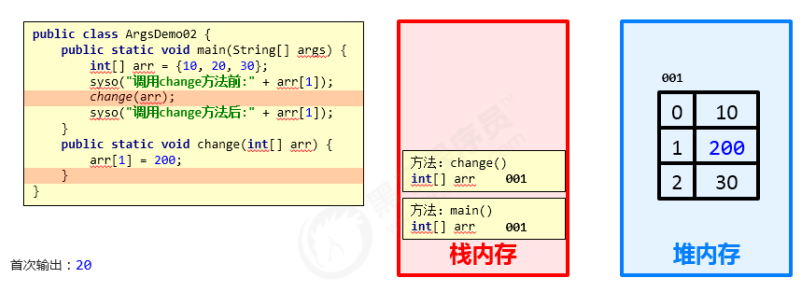 public class ArgsDemo02 {
public static void main(String[] args) {
int[] arr = {10, 20, 30};
syso("调用change方法前:" + arr[1]);
change(arr);
syso("调用change方法后:" + arr[1]);
}
public static void change(int[] arr) {
arr[1] = 200;
}
}
首次输出：20
方法：change()
int[] arr 001
方法：main()
int[] arr 001
栈内存
001
0 10
1 200
2 30
堆内存